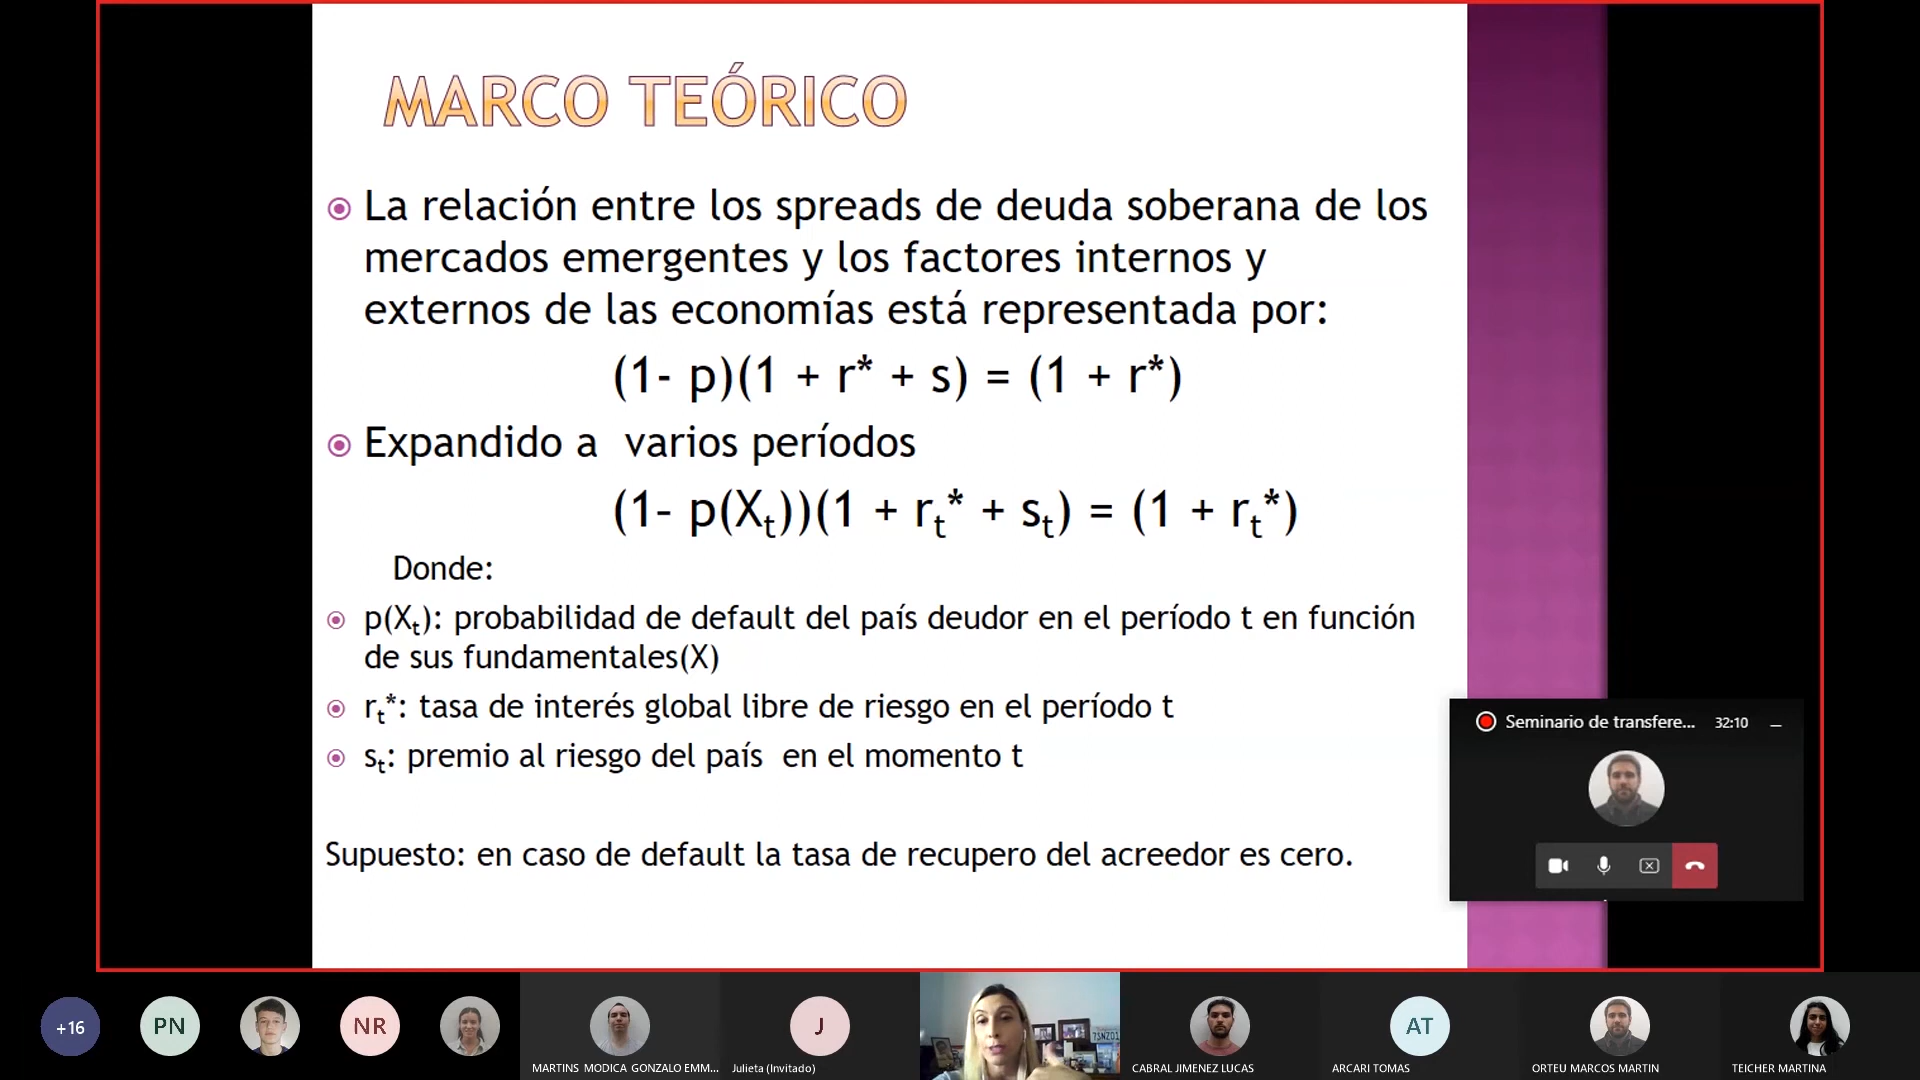 MARCO TEÓRICO
La relación entre los spreads de deuda soberana de los
mercados emergentes y los factores internos y
externos de las economías está representada por:
(1- p)(1 + r* + s) = (1 + r*)
Expandido a varios períodos
(1- p(Xₜ))(1 + rₜ* + sₜ) = (1 + rₜ*)
Donde:
p(Xₜ): probabilidad de default del país deudor en el período t en función
de sus fundamentales(X)
rₜ*: tasa de interés global libre de riesgo en el período t
sₜ: premio al riesgo del país en el momento t
Supuesto: en caso de default la tasa de recupero del acreedor es cero.
Seminario de transfere... 32:10
+16
PN
NR
J
AT
MARTINS MODICA GONZALO EMM...
Julieta (Invitado)
CABRAL JIMENEZ LUCAS
ARCARI TOMAS
ORTEU MARCOS MARTIN
TEICHER MARTINA